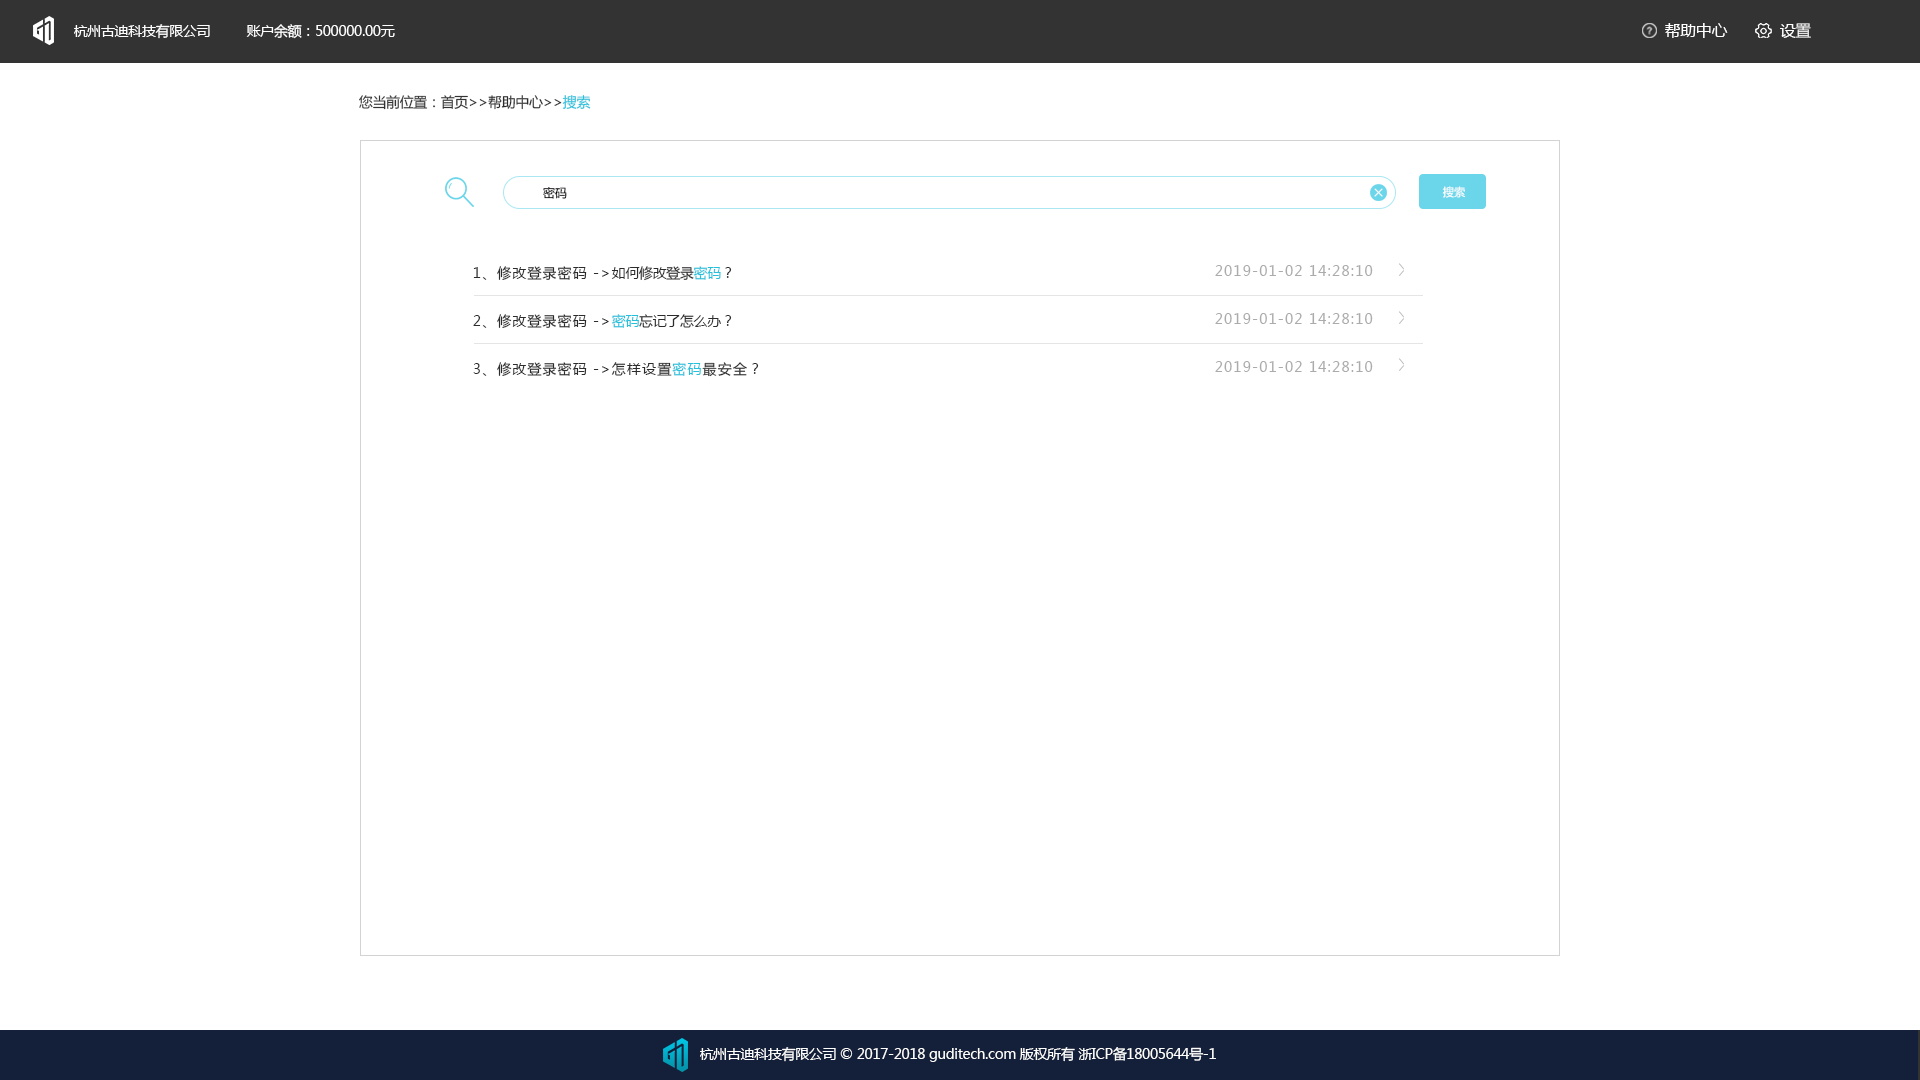 杭州古迪科技有限公司 账户余额：500000.00元 帮助中心 设置
您当前位置：首页>>帮助中心>>搜索
密码 搜索
1、修改登录密码 ->如何修改登录密码？ 2019-01-02 14:28:10
2、修改登录密码 ->密码忘记了怎么办？ 2019-01-02 14:28:10
3、修改登录密码 ->怎样设置密码最安全？ 2019-01-02 14:28:10
杭州古迪科技有限公司 © 2017-2018 guditech.com 版权所有 浙ICP备18005644号-1